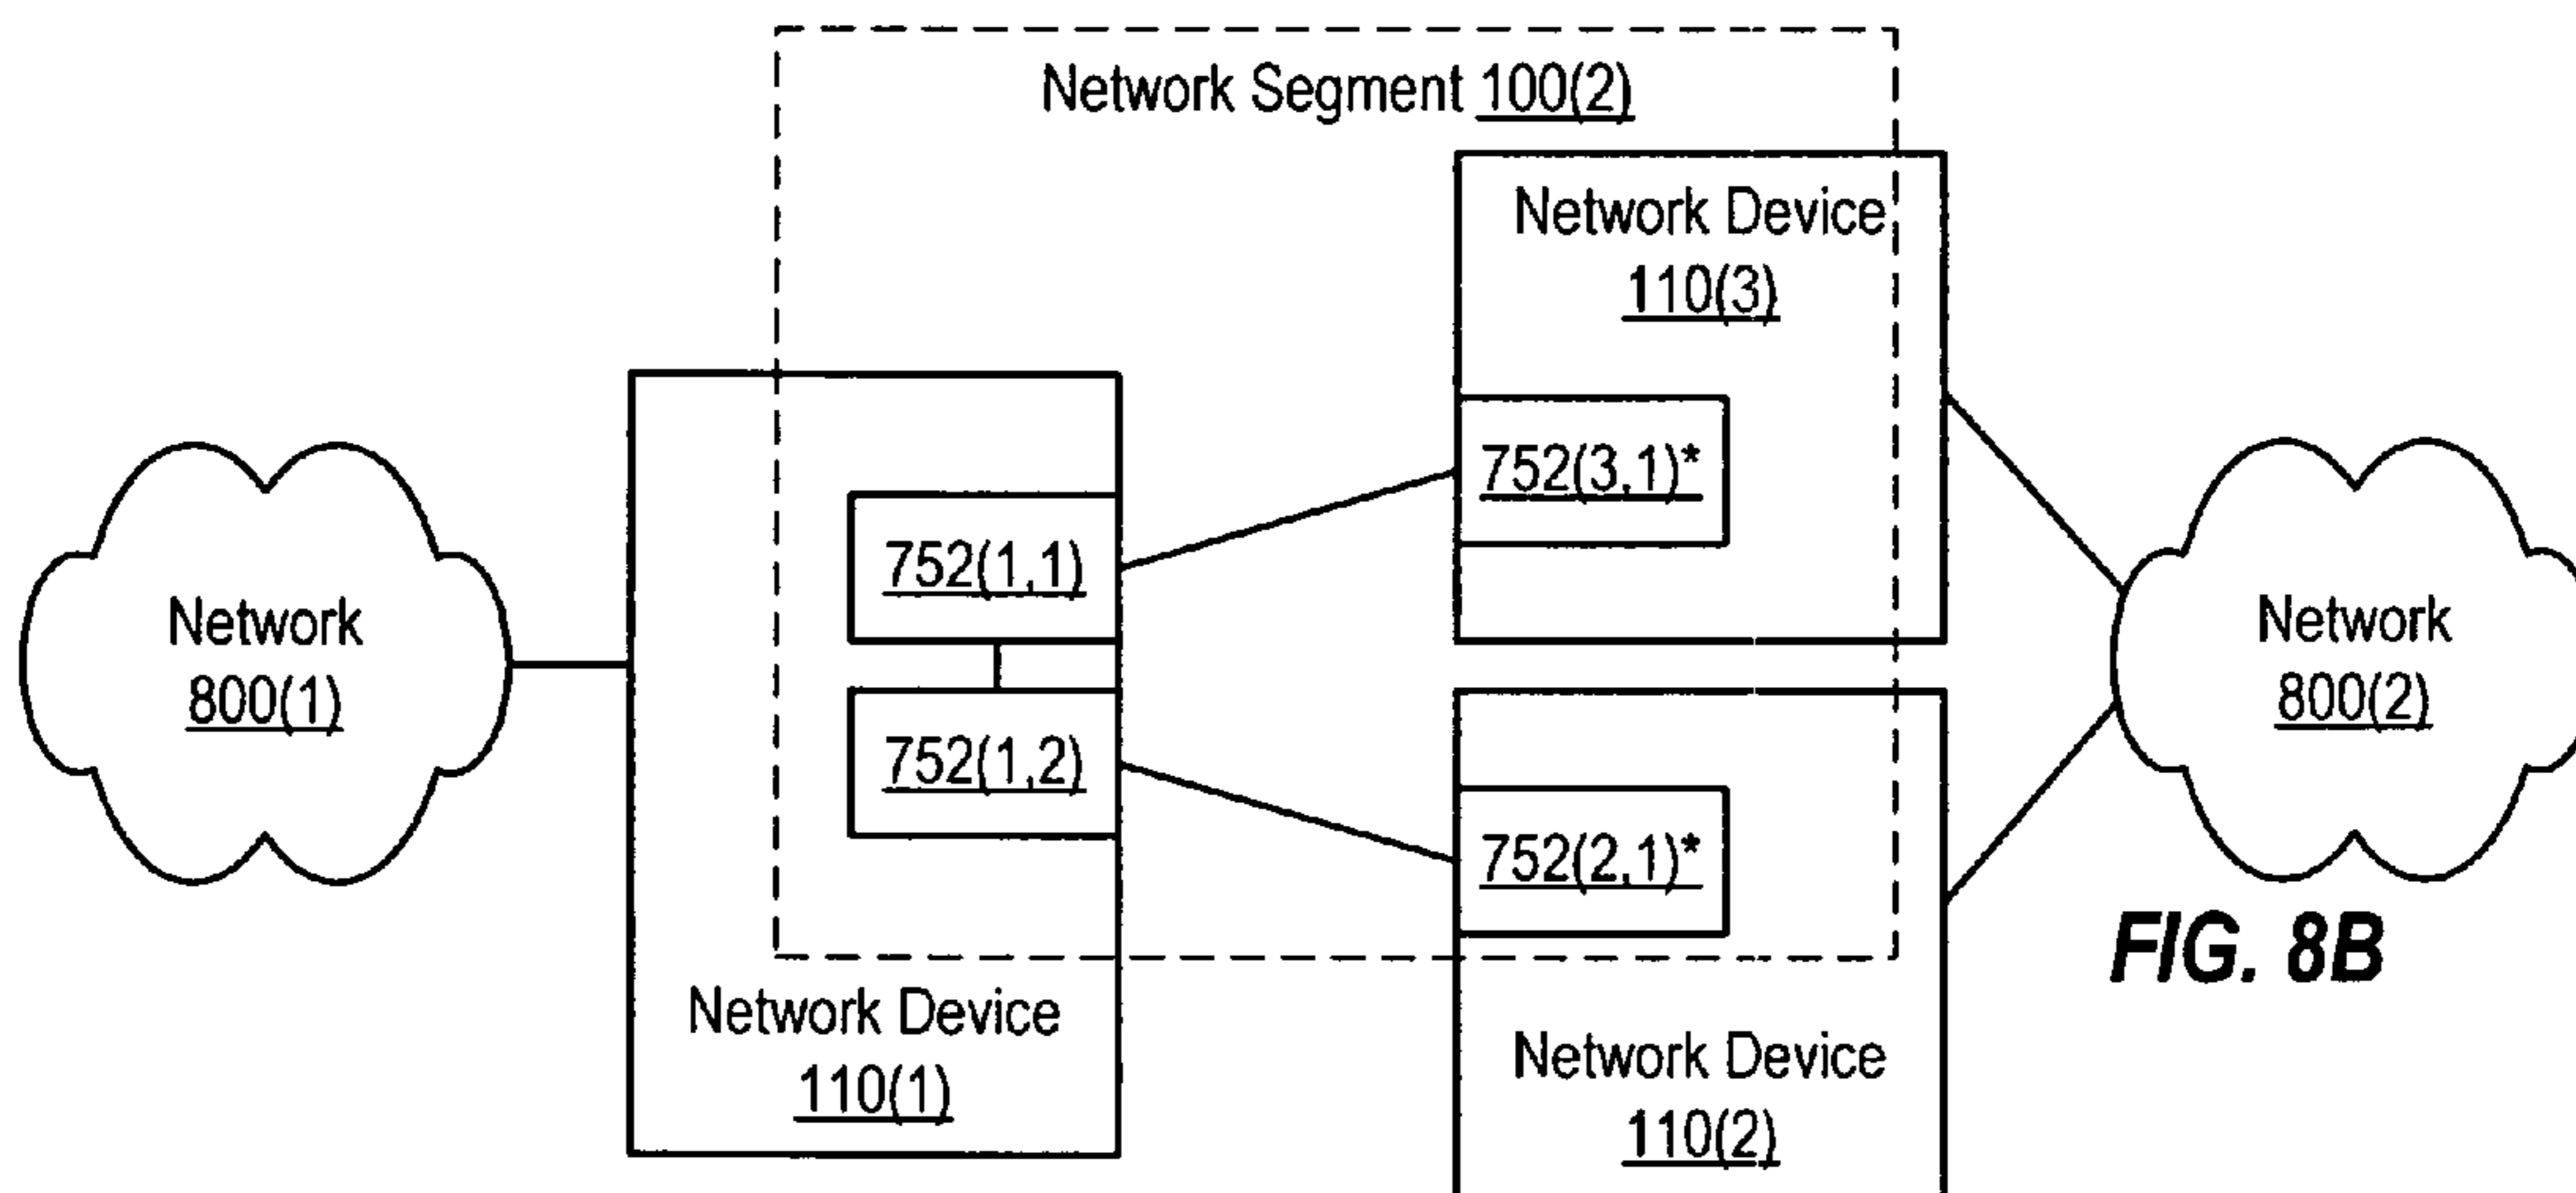 Network Segment 100(2)
Network Device
110(3)
752(3,1)*
752(1,1)
Network
800(1)
Network
800(2)
752(1,2)
752(2,1)*
FIG. 8B
Network Device
110(1)
Network Device
110(2)